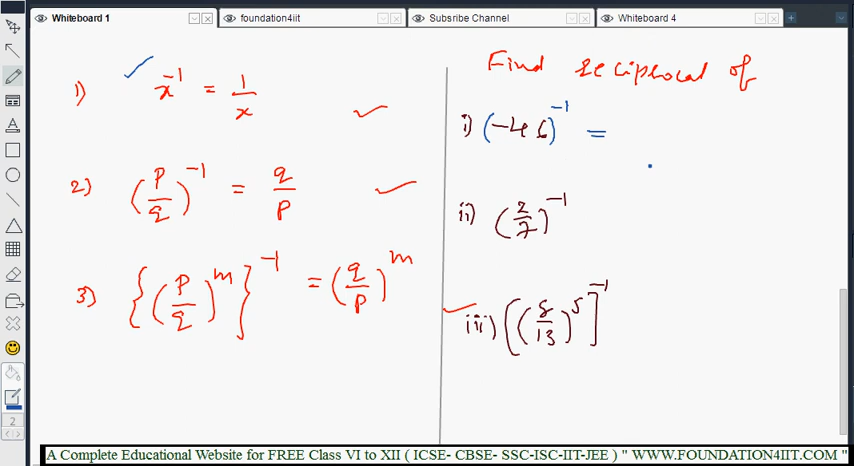 Whiteboard 1
foundation4iit
Subsribe Channel
Whiteboard 4
1) x⁻¹ = 1/x
2) (p/q)⁻¹ = q/p
3) {(p/q)ᵐ}⁻¹ = (q/p)ᵐ
Find reciprocal of
i) (-46)⁻¹ =
ii) (2/7)⁻¹
iii) [(8/13)⁵]⁻¹
2
A Complete Educational Website for FREE Class VI to XII ( ICSE- CBSE- SSC-ISC-IIT-JEE ) " WWW.FOUNDATION4IIT.COM "